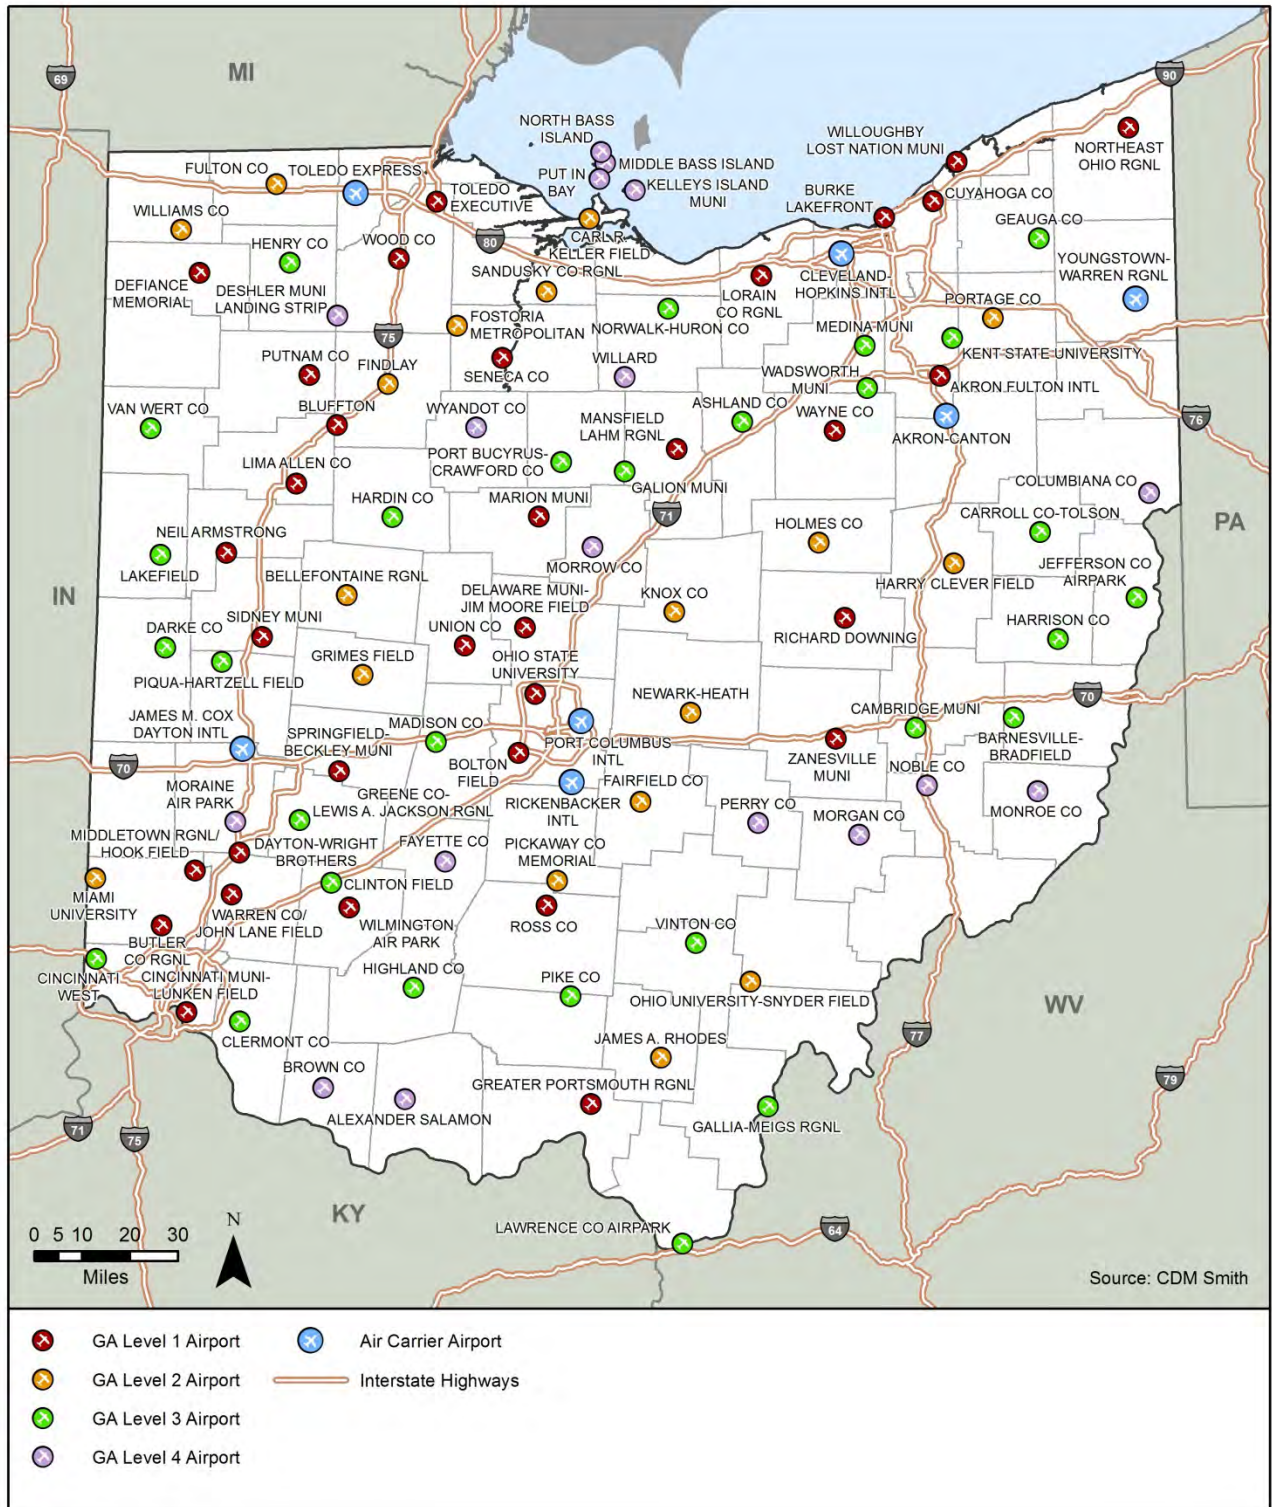 69
MI
90
NORTH BASS
ISLAND
WILLOUGHBY
LOST NATION MUNI
NORTHEAST
OHIO RGNL
MIDDLE BASS ISLAND
PUT IN
BAY
KELLEYS ISLAND
MUNI
FULTON CO
TOLEDO EXPRESS
TOLEDO
EXECUTIVE
BURKE
LAKEFRONT
CUYAHOGA CO
WILLIAMS CO
GEAUGA CO
HENRY CO
WOOD CO
80
CARL R.
KELLER FIELD
SANDUSKY CO RGNL
CLEVELAND-
HOPKINS INTL
YOUNGSTOWN-
WARREN RGNL
DEFIANCE
MEMORIAL
DESHLER MUNI
LANDING STRIP
LORAIN
CO RGNL
PORTAGE CO
FOSTORIA
METROPOLITAN
NORWALK-HURON CO
MEDINA MUNI
75
PUTNAM CO
FINDLAY
SENECA CO
WILLARD
WADSWORTH
MUNI
KENT STATE UNIVERSITY
AKRON FULTON INTL
VAN WERT CO
BLUFFTON
WYANDOT CO
MANSFIELD
LAHM RGNL
ASHLAND CO
WAYNE CO
76
AKRON-CANTON
LIMA ALLEN CO
PORT BUCYRUS-
CRAWFORD CO
GALION MUNI
COLUMBIANA CO
HARDIN CO
MARION MUNI
71
HOLMES CO
CARROLL CO-TOLSON
PA
NEIL ARMSTRONG
LAKEFIELD
MORROW CO
HARRY CLEVER FIELD
JEFFERSON CO
AIRPARK
IN
BELLEFONTAINE RGNL
DELAWARE MUNI-
JIM MOORE FIELD
KNOX CO
DARKE CO
SIDNEY MUNI
UNION CO
RICHARD DOWNING
HARRISON CO
PIQUA-HARTZELL FIELD
GRIMES FIELD
OHIO STATE
UNIVERSITY
NEWARK-HEATH
70
JAMES M. COX
DAYTON INTL
SPRINGFIELD-
BECKLEY MUNI
MADISON CO
CAMBRIDGE MUNI
PORT COLUMBUS
INTL
BARNESVILLE-
BRADFIELD
70
BOLTON
FIELD
ZANESVILLE
MUNI
NOBLE CO
MORAINE
AIR PARK
GREENE CO-
LEWIS A. JACKSON RGNL
RICKENBACKER
INTL
FAIRFIELD CO
PERRY CO
MORGAN CO
MONROE CO
MIDDLETOWN RGNL/
HOOK FIELD
DAYTON-WRIGHT
BROTHERS
FAYETTE CO
PICKAWAY CO
MEMORIAL
MIAMI
UNIVERSITY
CLINTON FIELD
WARREN CO/
JOHN LANE FIELD
WILMINGTON
AIR PARK
ROSS CO
VINTON CO
BUTLER
CO RGNL
CINCINNATI
WEST
CINCINNATI MUNI-
LUNKEN FIELD
HIGHLAND CO
PIKE CO
OHIO UNIVERSITY-SNYDER FIELD
WV
CLERMONT CO
JAMES A. RHODES
77
BROWN CO
GREATER PORTSMOUTH RGNL
79
ALEXANDER SALAMON
GALLIA-MEIGS RGNL
71
75
KY
LAWRENCE CO AIRPARK
64
N
0 5 10 20 30
Miles
Source: CDM Smith
GA Level 1 Airport
Air Carrier Airport
GA Level 2 Airport
Interstate Highways
GA Level 3 Airport
GA Level 4 Airport